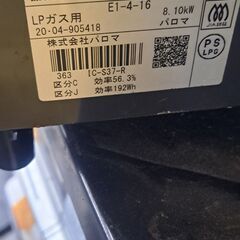 E1-4-16
LPガス用 8.10kW
20・04-905418 パロマ
株式会社パロマ
363 IC-S37-R
区分C 効率56.3%
区分J 効率192Wh
PS
LPG